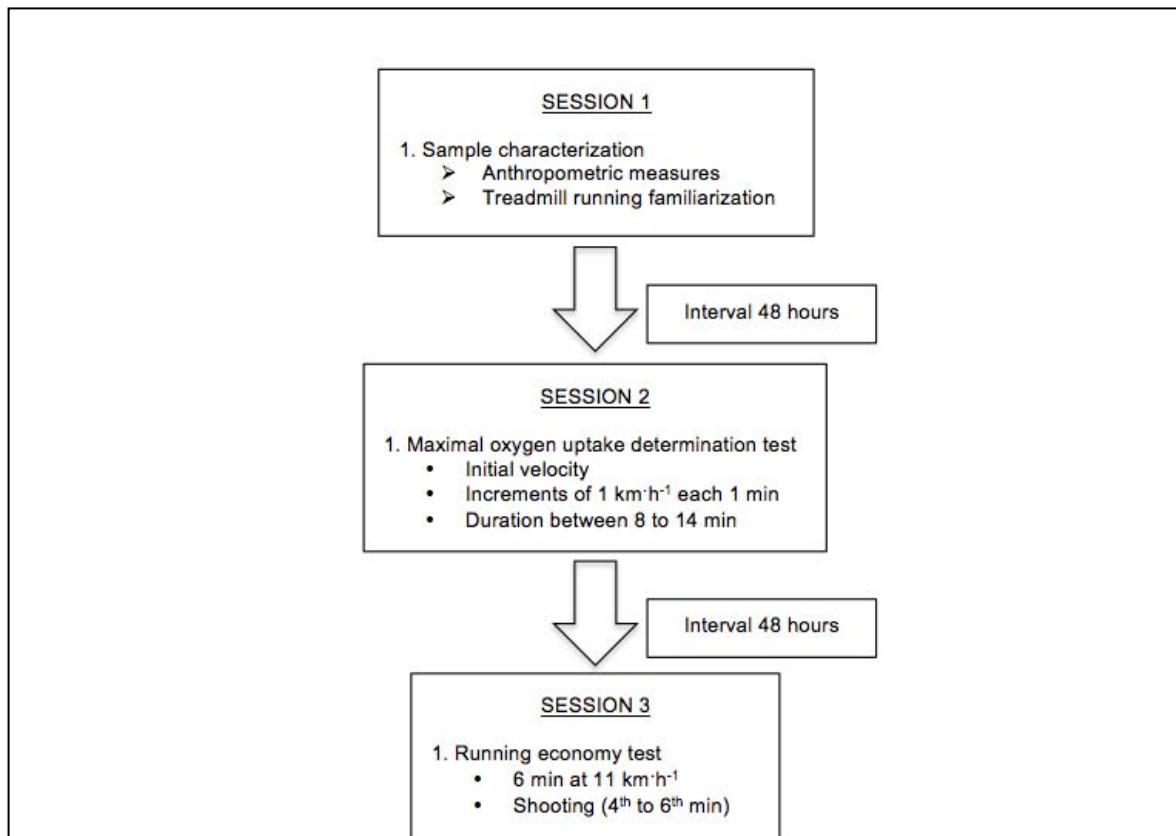 SESSION 1
1. Sample characterization
➢ Anthropometric measures
➢ Treadmill running familiarization
Interval 48 hours
SESSION 2
1. Maximal oxygen uptake determination test
• Initial velocity
• Increments of 1 km·h⁻¹ each 1 min
• Duration between 8 to 14 min
Interval 48 hours
SESSION 3
1. Running economy test
• 6 min at 11 km·h⁻¹
• Shooting (4ᵗʰ to 6ᵗʰ min)